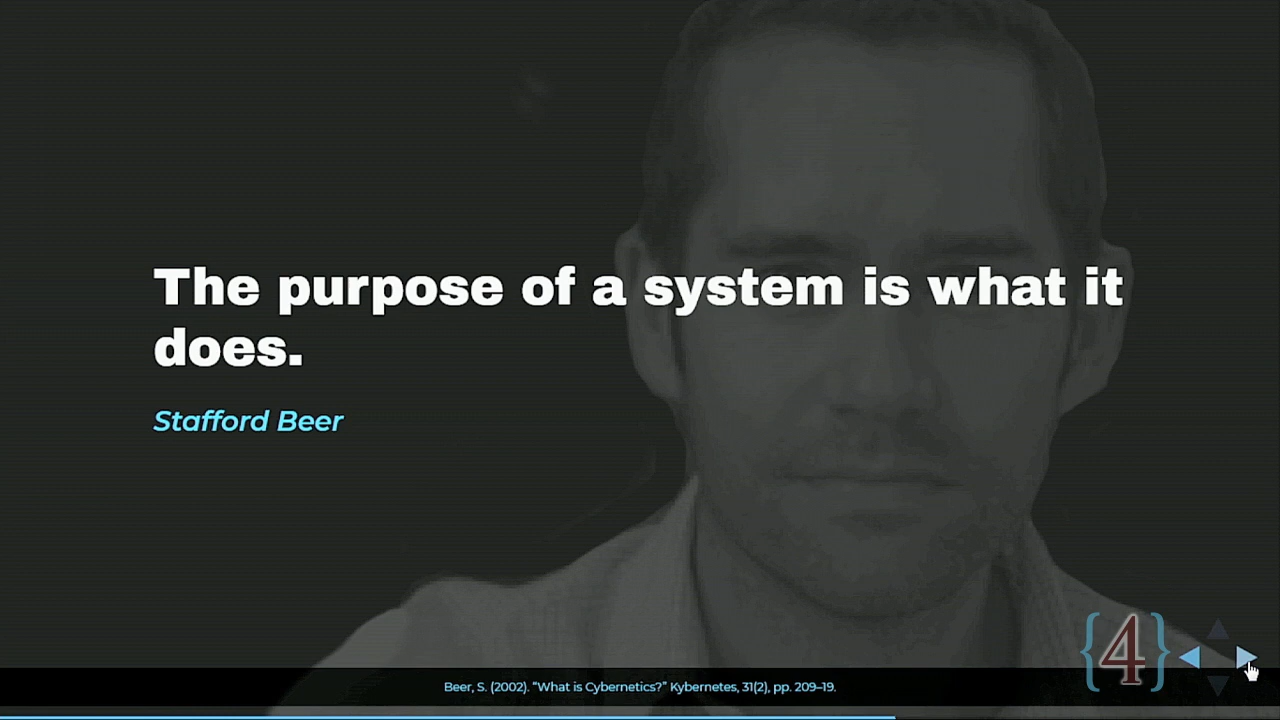 The purpose of a system is what it
does.
Stafford Beer
{4}
Beer, S. (2002). "What is Cybernetics?" Kybernetes, 31(2), pp. 209–19.